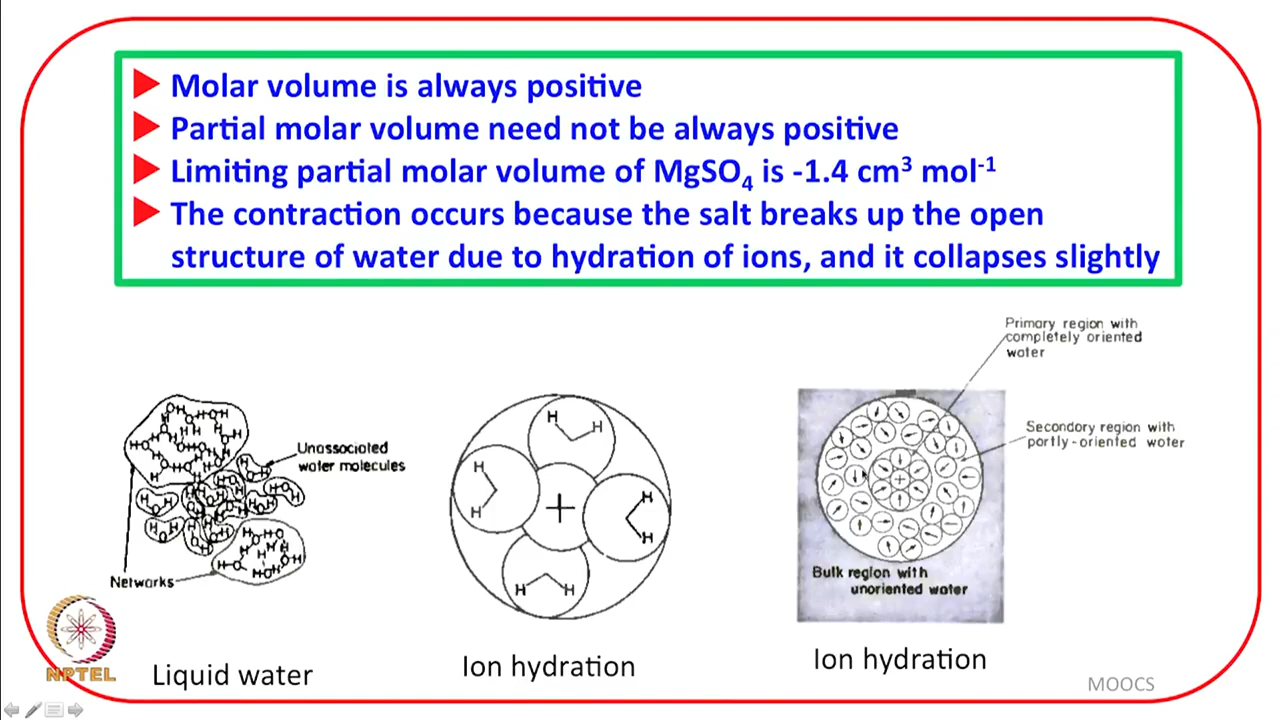 Molar volume is always positive
Partial molar volume need not be always positive
Limiting partial molar volume of MgSO₄ is -1.4 cm³ mol⁻¹
The contraction occurs because the salt breaks up the open
structure of water due to hydration of ions, and it collapses slightly
Unassociated
water molecules
Networks
Liquid water
H H
H
H
+
H
H
H H
Ion hydration
Primary region with
completely oriented
water
Secondory region with
partly-oriented water
+
Bulk region with
unoriented water
Ion hydration
NPTEL
MOOCS